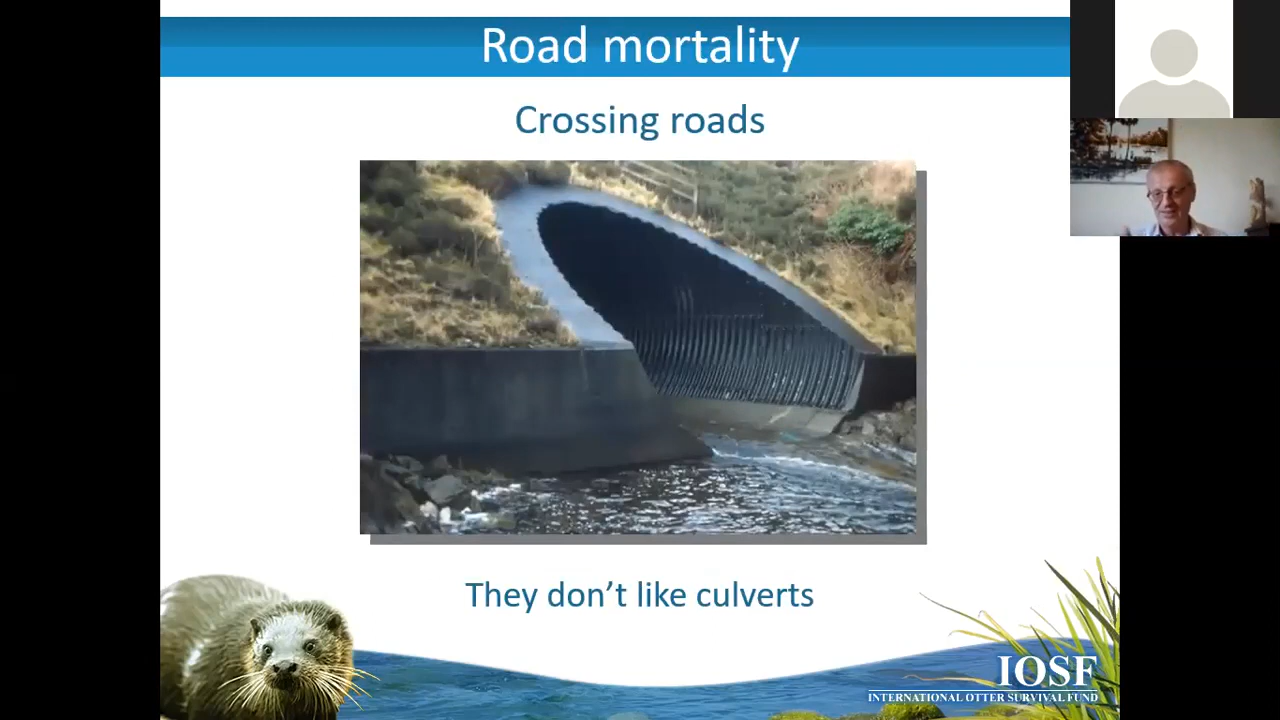 Road mortality
Crossing roads
They don't like culverts
IOSF
INTERNATIONAL OTTER SURVIVAL FUND